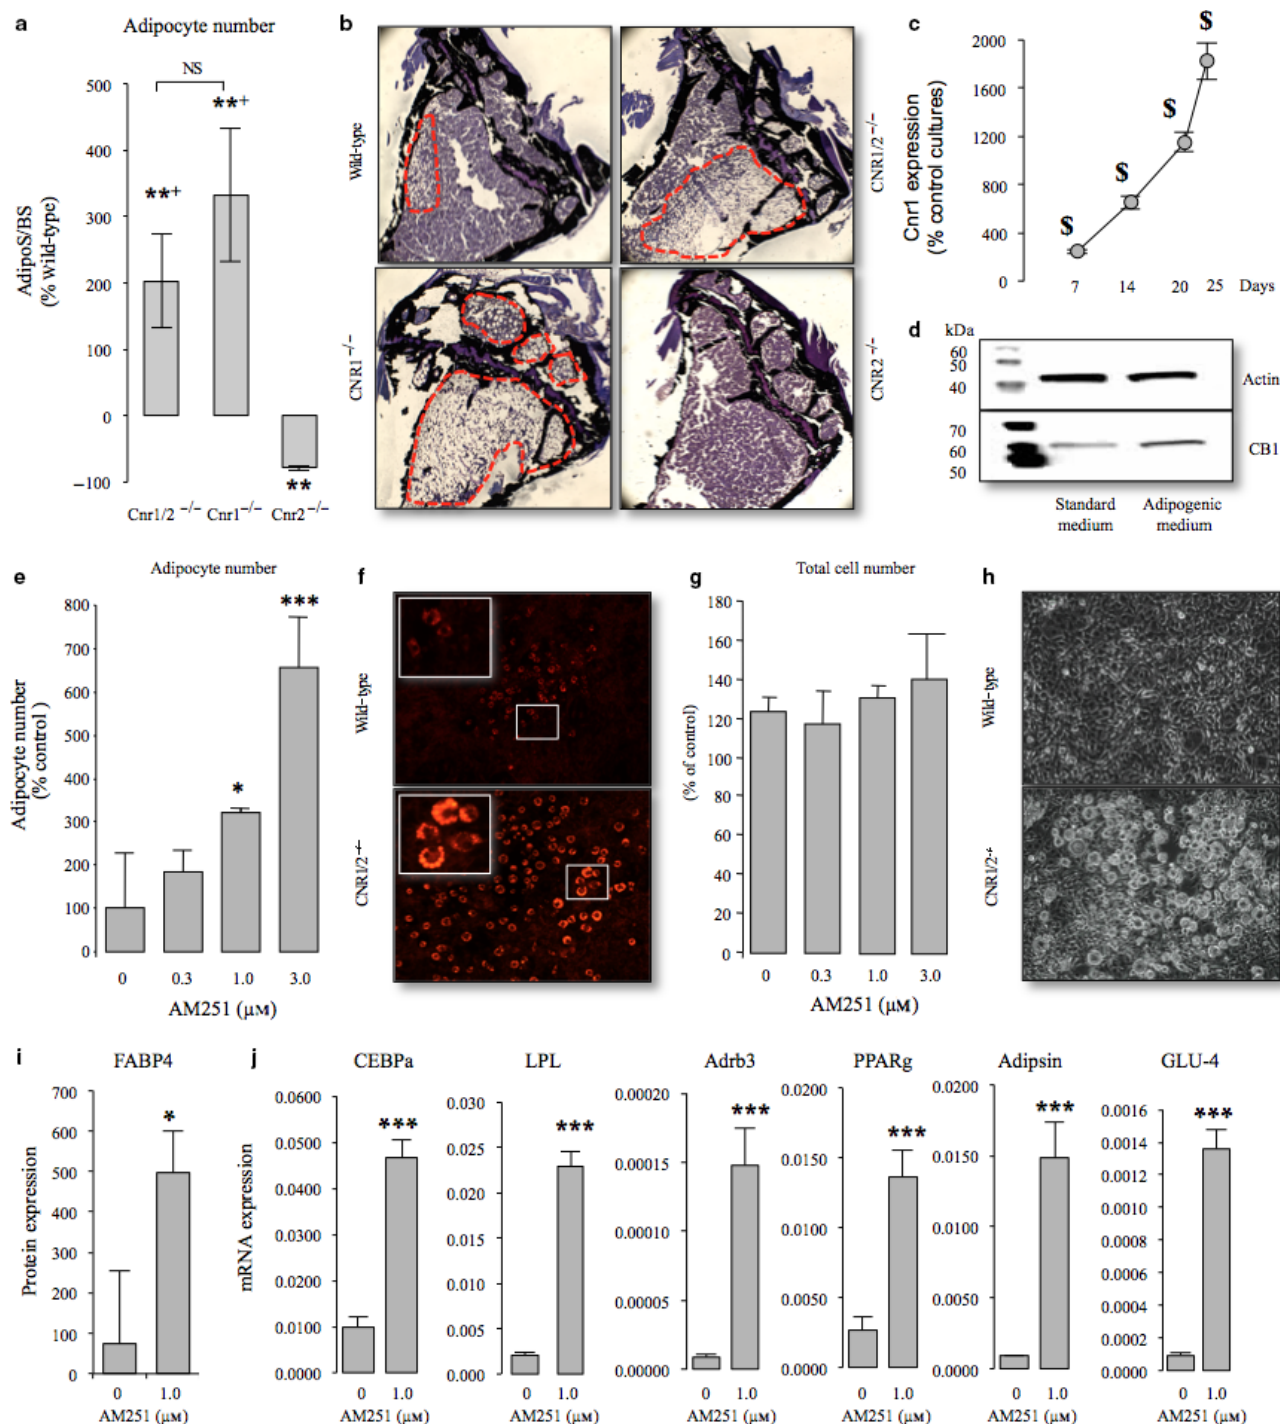 a
Adipocyte number
NS
**+
**+
**
500
400
300
200
100
0
−100
AdipoS/BS
(% Wild-type)
Cnr1/2 −/−
Cnr1−/−
Cnr2−/−
b
Wild-type
CNR1/2−/−
CNR1−/−
CNR2−/−
c
Cnr1 expression
(% control cultures)
2000
1600
1200
800
400
0
$
$
$
$
7
14
20
25
Days
d
kDa
60
50
40
Actin
70
60
50
CB1
Standard
medium
Adipogenic
medium
e
Adipocyte number
Adipocyte number
(% control)
800
700
600
500
400
300
200
100
0
*
***
0
0.3
1.0
3.0
AM251 (μM)
f
Wild-type
CNR1/2-/-
g
Total cell number
(% of control)
180
160
140
120
100
80
60
40
20
0
0
0.3
1.0
3.0
AM251 (μM)
h
Wild-type
CNR1/2-/-
i
FABP4
Protein expression
700
600
500
400
300
200
100
0
*
0
1.0
AM251 (μM)
j
mRNA expression
CEBPa
0.0600
0.0500
0.0400
0.0300
0.0200
0.0100
0.0000
***
0
1.0
AM251 (μM)
LPL
0.030
0.025
0.020
0.015
0.010
0.005
0.000
***
0
1.0
AM251 (μM)
Adrb3
0.00020
0.00015
0.00010
0.00005
0.00000
***
0
1.0
AM251 (μM)
PPARg
0.0200
0.0150
0.0100
0.0050
0.0000
***
0
1.0
AM251 (μM)
Adipsin
0.0200
0.0150
0.0100
0.0050
0.0000
***
0
1.0
AM251 (μM)
GLU-4
0.0016
0.0014
0.0012
0.0010
0.0008
0.0006
0.0004
0.0002
0.0000
***
0
1.0
AM251 (μM)